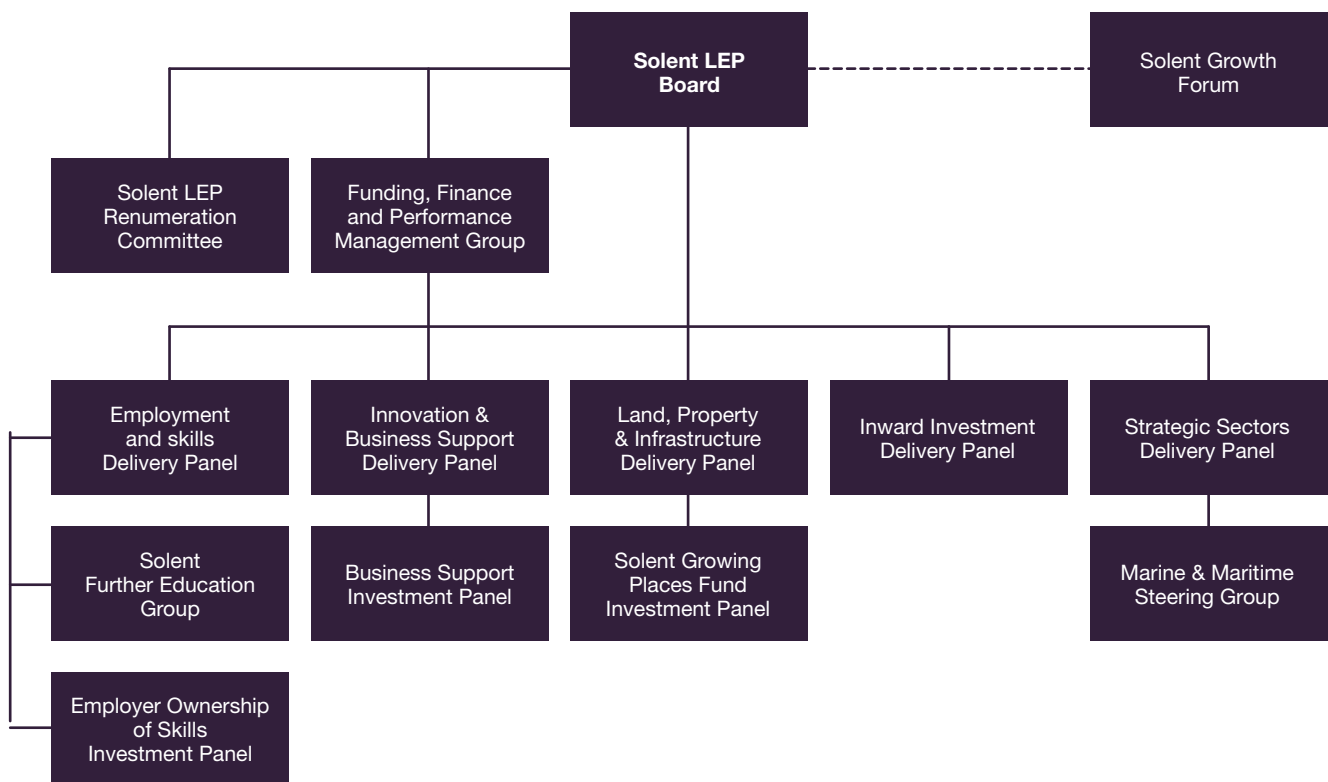 Solent LEP
Board
Solent Growth
Forum
Solent LEP
Renumeration
Committee
Funding, Finance
and Performance
Management Group
Employment
and skills
Delivery Panel
Innovation &
Business Support
Delivery Panel
Land, Property
& Infrastructure
Delivery Panel
Inward Investment
Delivery Panel
Strategic Sectors
Delivery Panel
Solent
Further Education
Group
Business Support
Investment Panel
Solent Growing
Places Fund
Investment Panel
Marine & Maritime
Steering Group
Employer Ownership
of Skills
Investment Panel